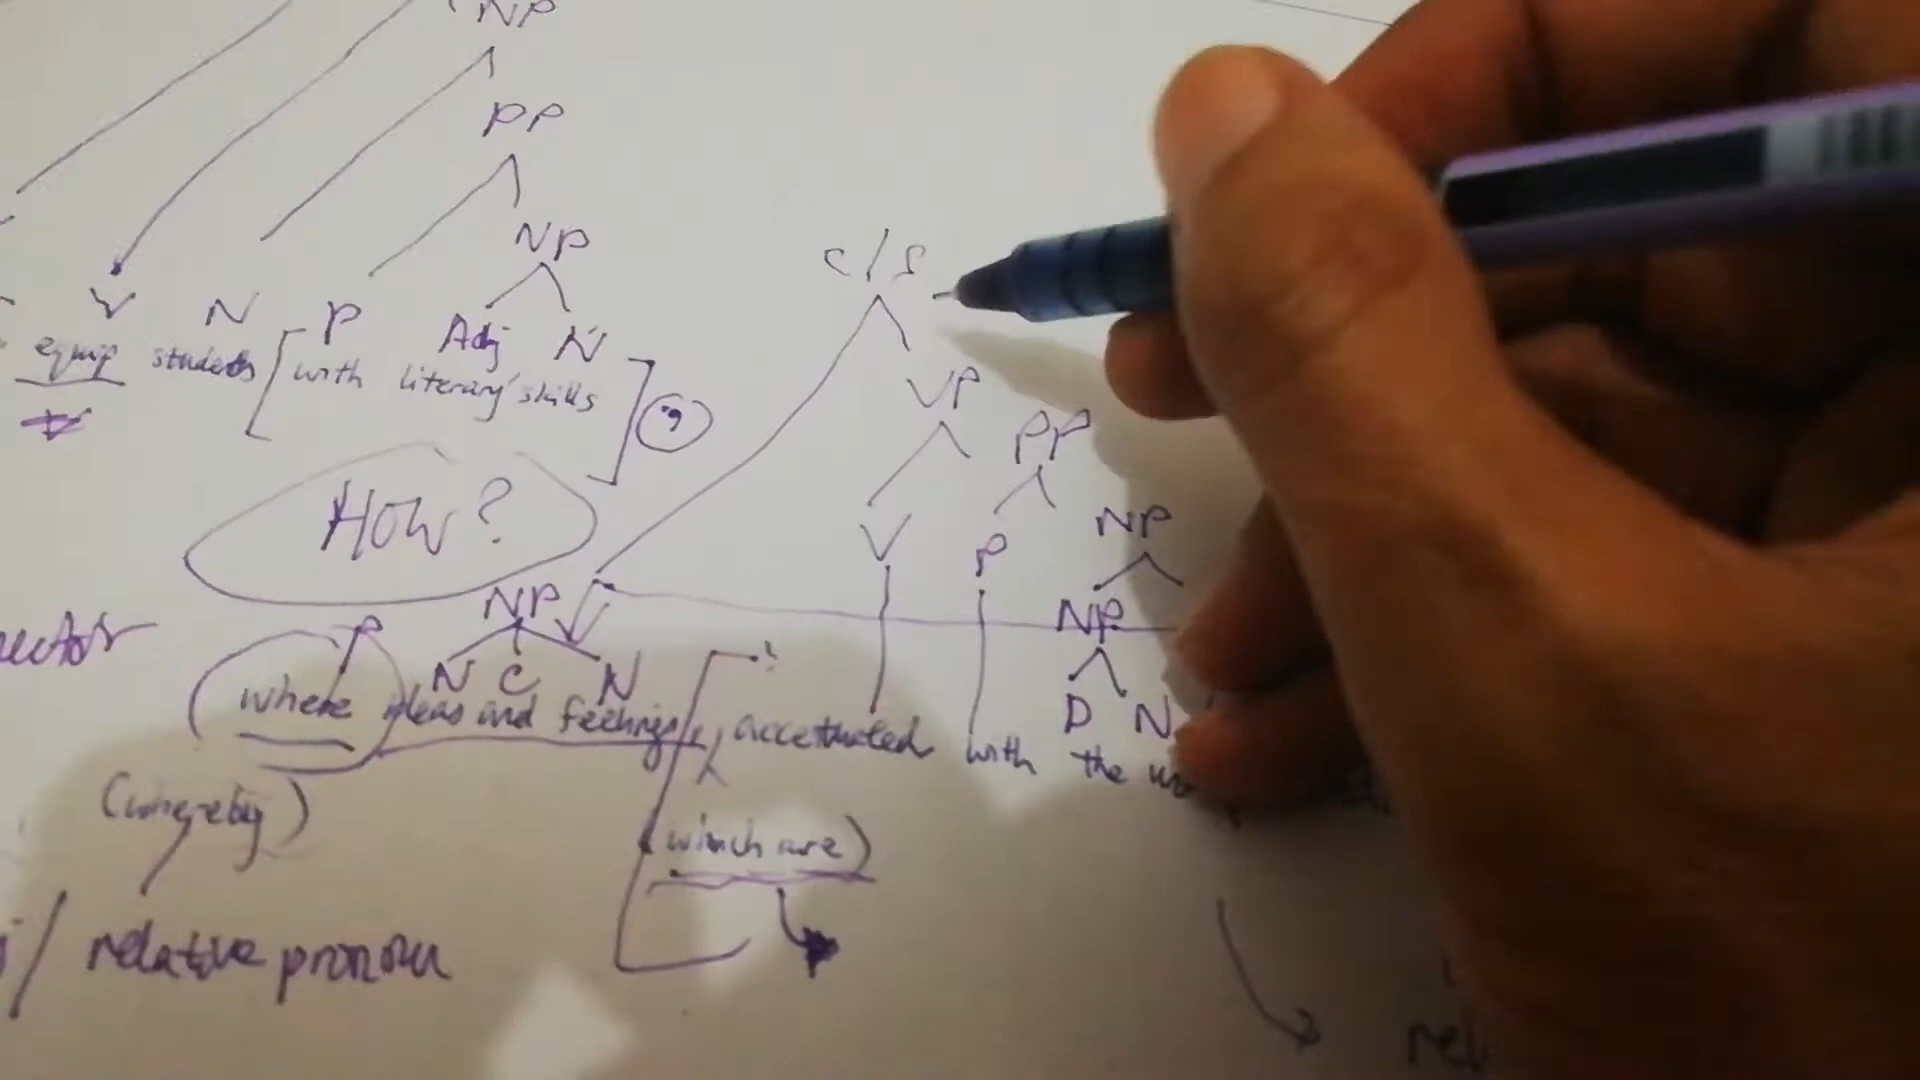 NP
PP
NP
C/S
V N P Adj N
equip students with literary skills
VP
PP
How?
V P NP
NP NP
P N C N D N
where ideas and feelings, accetuated with the
(whereby)
(which are)
/ relative pronoun